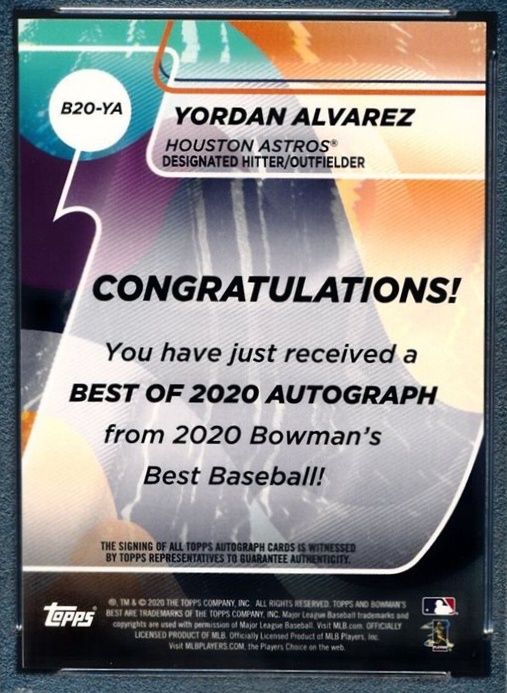 B20-YA
YORDAN ALVAREZ
HOUSTON ASTROS®
DESIGNATED HITTER/OUTFIELDER
CONGRATULATIONS!
You have just received a
BEST OF 2020 AUTOGRAPH
from 2020 Bowman's
Best Baseball!
THE SIGNING OF ALL TOPPS AUTOGRAPH CARDS IS WITNESSED
BY TOPPS REPRESENTATIVES TO GUARANTEE AUTHENTICITY.
topps®
®, TM & © 2020 THE TOPPS COMPANY, INC. ALL RIGHTS RESERVED. TOPPS AND BOWMAN'S
BEST ARE TRADEMARKS OF THE TOPPS COMPANY, INC. Major League Baseball trademarks and
copyrights are used with permission of Major League Baseball. Visit MLB.com. OFFICIALLY
LICENSED PRODUCT OF MLB. Officially Licensed Product of MLB Players, Inc.
Visit MLBPLAYERS.COM, the Players Choice on the web.